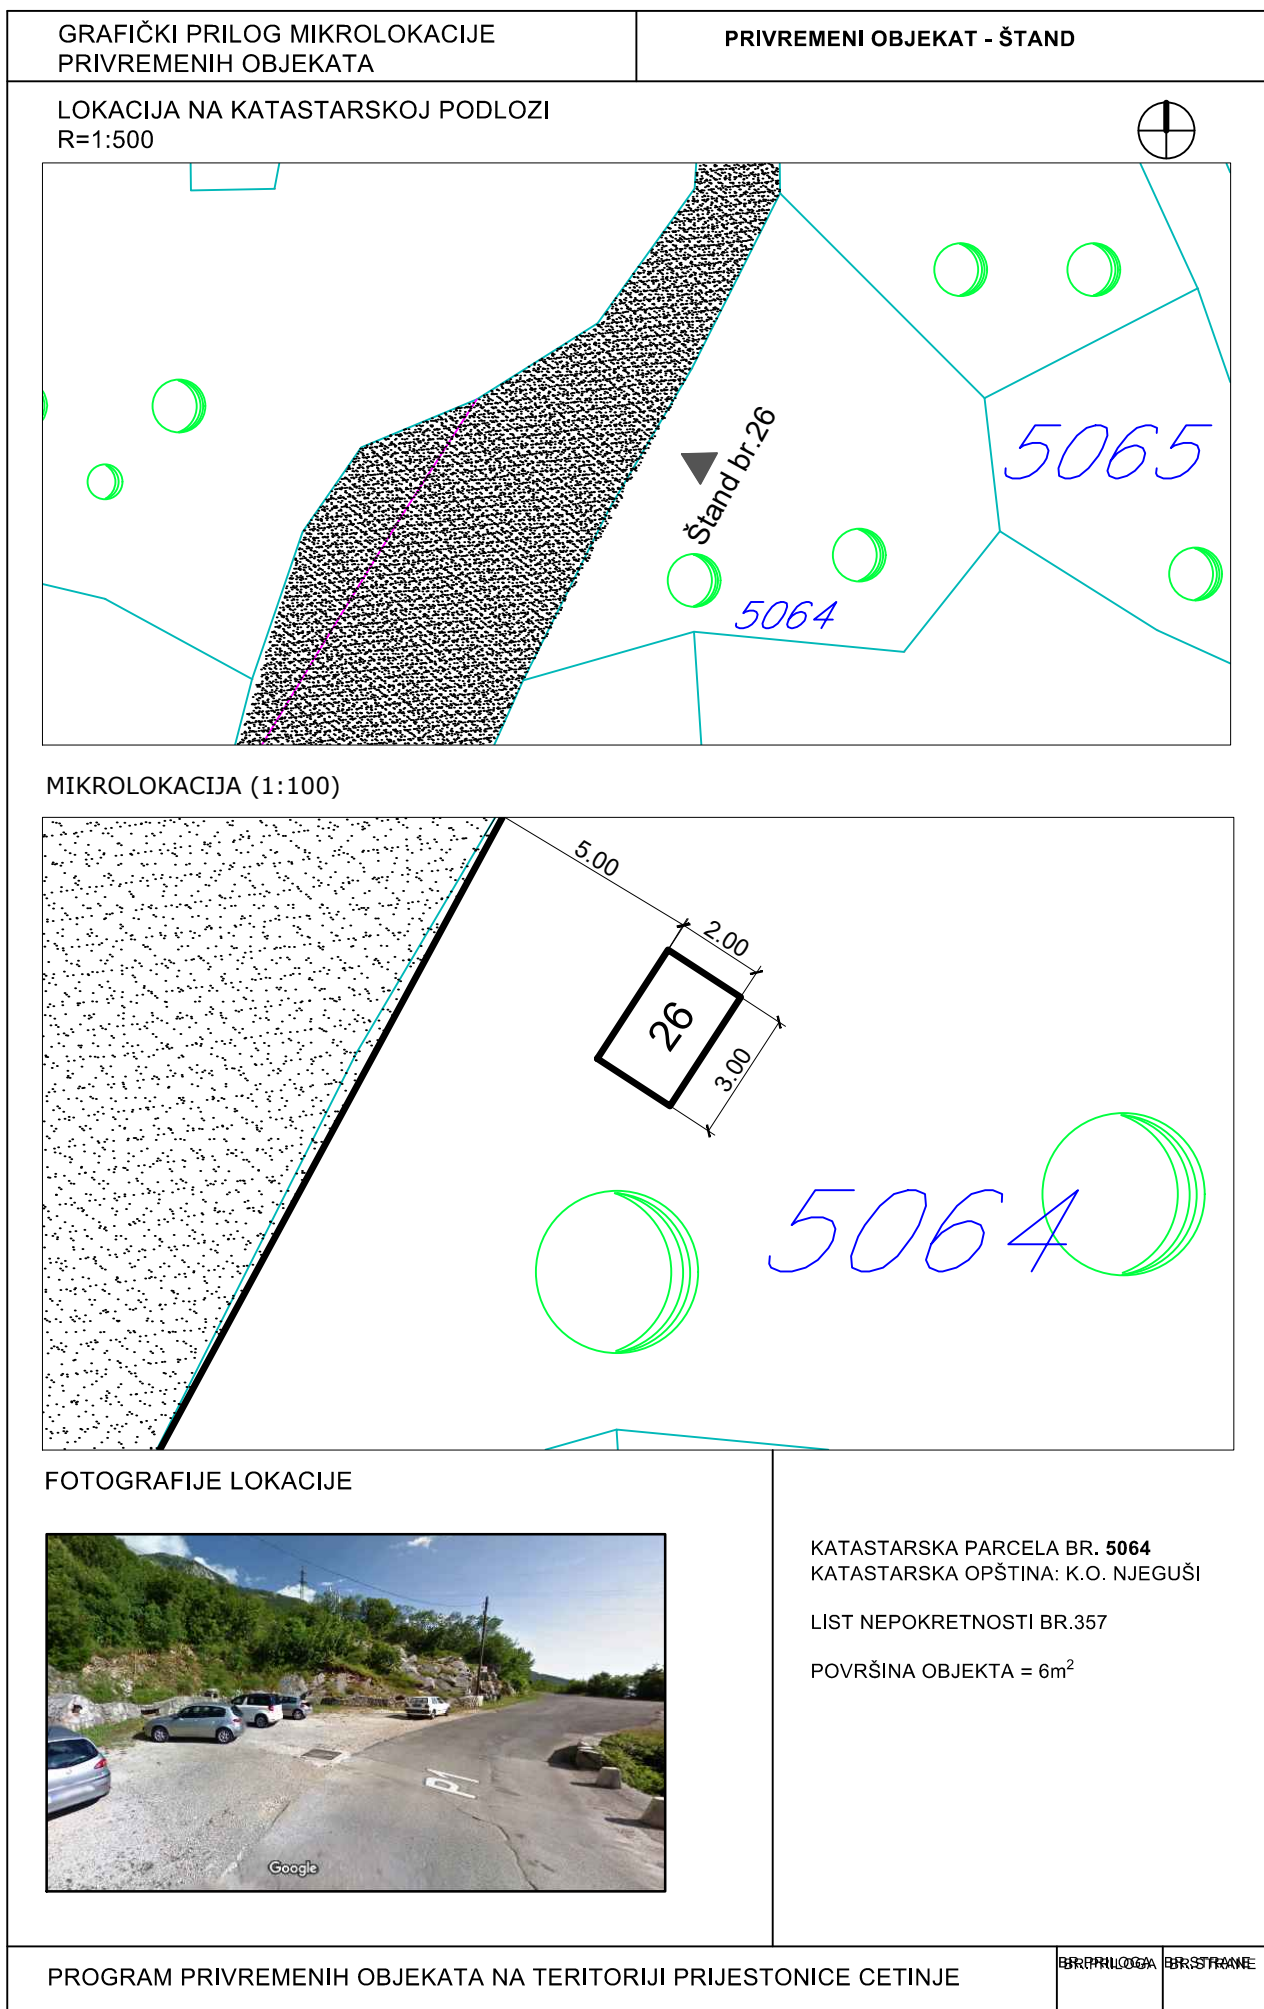 GRAFIČKI PRILOG MIKROLOKACIJE
PRIVREMENIH OBJEKATA
PRIVREMENI OBJEKAT - ŠTAND
LOKACIJA NA KATASTARSKOJ PODLOZI
R=1:500
Štand br.26
5065
5064
MIKROLOKACIJA (1:100)
5.00
2.00
26
3.00
5064
FOTOGRAFIJE LOKACIJE
P1
Google
KATASTARSKA PARCELA BR. 5064
KATASTARSKA OPŠTINA: K.O. NJEGUŠI
LIST NEPOKRETNOSTI BR.357
POVRŠINA OBJEKTA = 6m²
PROGRAM PRIVREMENIH OBJEKATA NA TERITORIJI PRIJESTONICE CETINJE
BR.PRILOGA
BR.STRANE